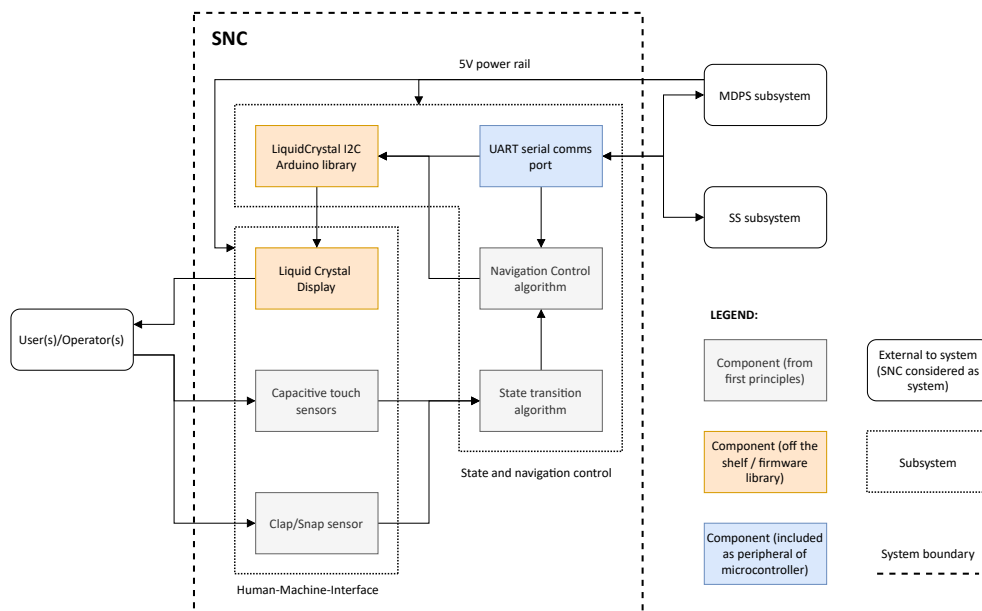 SNC
5V power rail
MDPS subsystem
LiquidCrystal I2C
Arduino library
UART serial comms
port
SS subsystem
Liquid Crystal
Display
Navigation Control
algorithm
User(s)/Operator(s)
Capacitive touch
sensors
State transition
algorithm
State and navigation control
Clap/Snap sensor
Human-Machine-Interface
LEGEND:
Component (from
first principles)
External to system
(SNC considered as
system)
Component (off the
shelf / firmware
library)
Subsystem
Component (included
as peripheral of
microcontroller)
System boundary